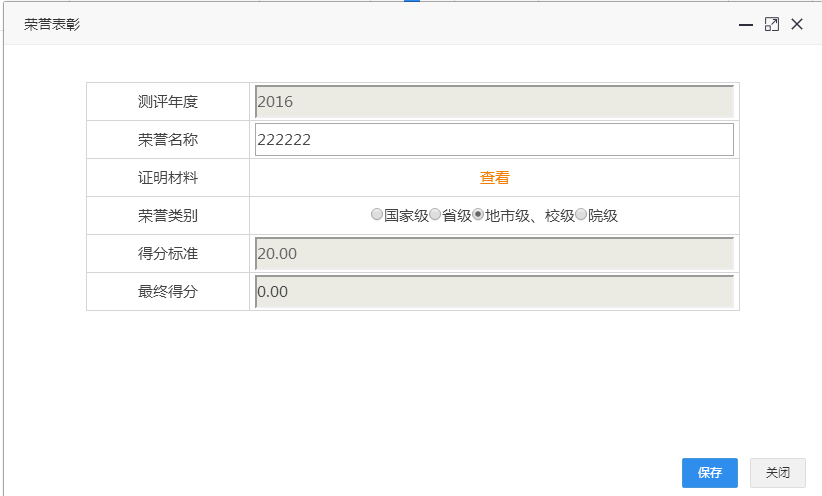 荣誉表彰
测评年度 2016
荣誉名称 222222
证明材料 查看
荣誉类别 国家级 省级 地市级、校级 院级
得分标准 20.00
最终得分 0.00
保存 关闭